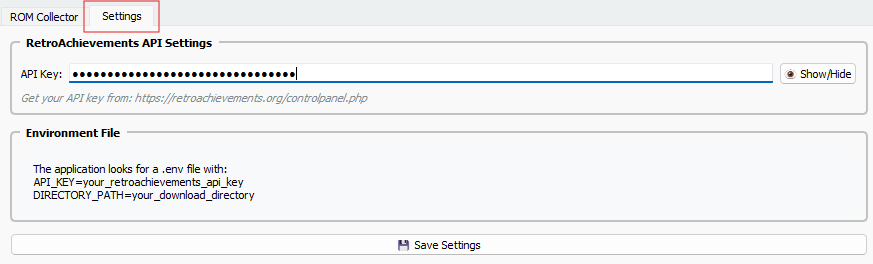 ROM Collector
Settings
RetroAchievements API Settings
API Key: ●●●●●●●●●●●●●●●●●●●●●●●●●●●●●●●● Show/Hide
Get your API key from: https://retroachievements.org/controlpanel.php
Environment File
The application looks for a .env file with:
API_KEY=your_retroachievements_api_key
DIRECTORY_PATH=your_download_directory
Save Settings